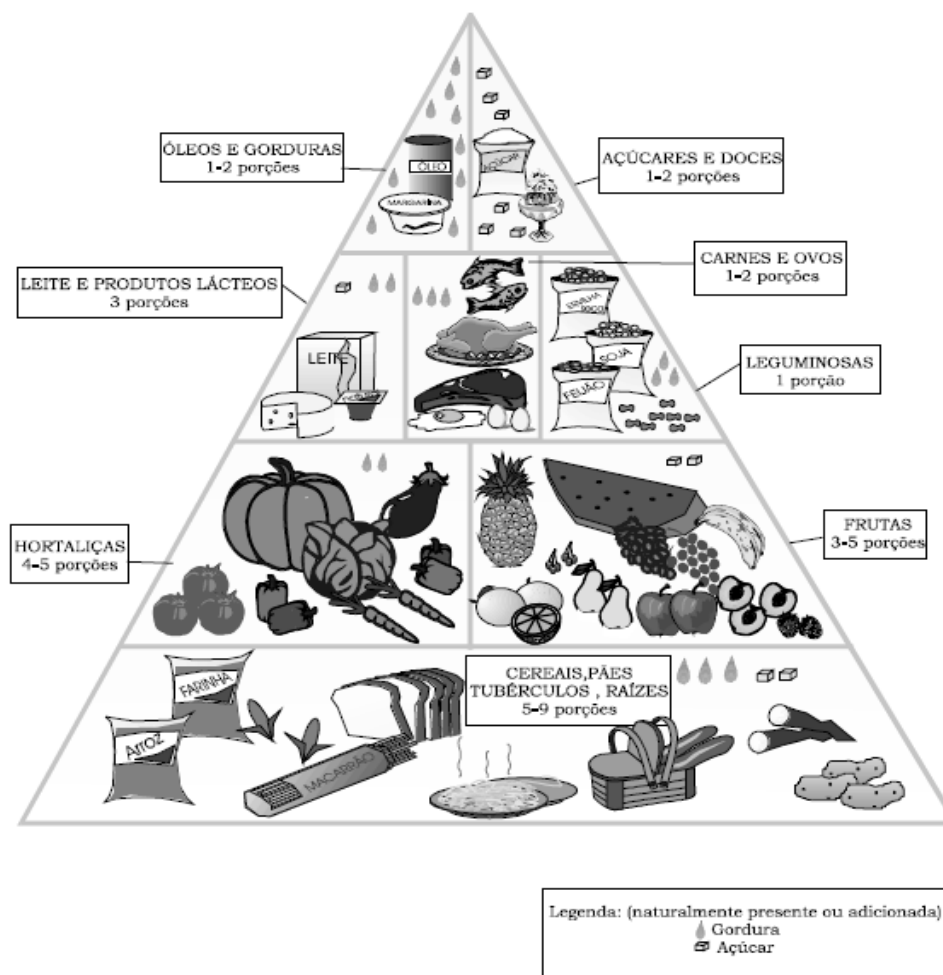 ÓLEOS E GORDURAS
1-2 porções
AÇÚCARES E DOCES
1-2 porções
ÓLEO
AÇÚCAR
MARGARINA
CARNES E OVOS
1-2 porções
LEITE E PRODUTOS LÁCTEOS
3 porções
ERVILHA
SOJA
LEITE
FEIJÃO
LEGUMINOSAS
1 porção
HORTALIÇAS
4-5 porções
FRUTAS
3-5 porções
CEREAIS,PÃES
TUBÉRCULOS , RAÍZES
5-9 porções
FARINHA
MACARRÃO
Legenda: (naturalmente presente ou adicionada)
Gordura
Açúcar